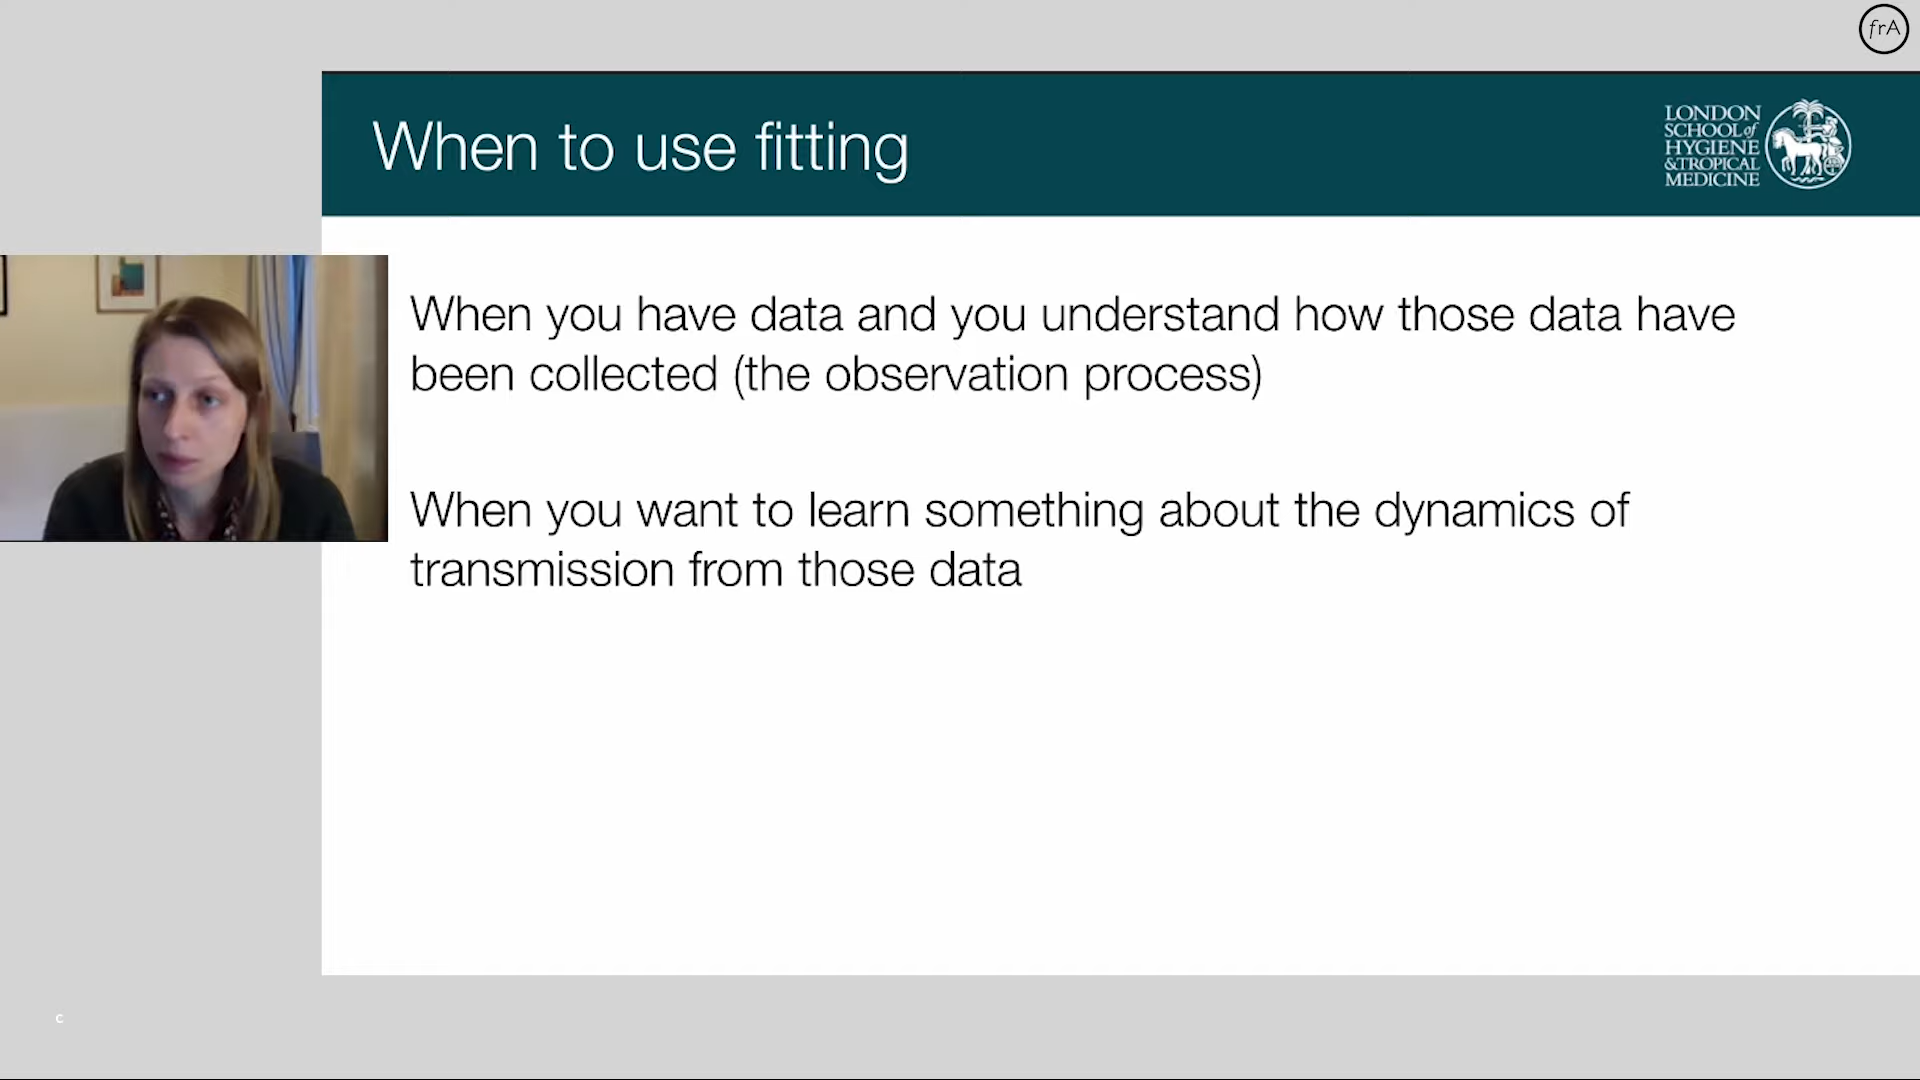 frA
When to use fitting
LONDON
SCHOOL of
HYGIENE
& TROPICAL
MEDICINE
When you have data and you understand how those data have
been collected (the observation process)
When you want to learn something about the dynamics of
transmission from those data
c